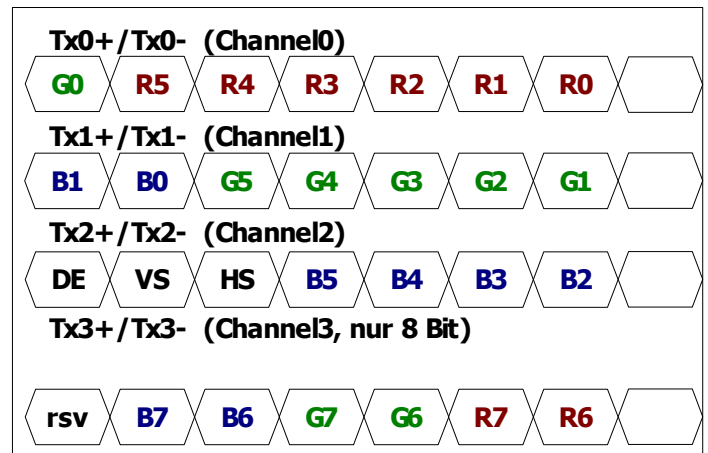 Tx0+/Tx0- (Channel0)
G0 R5 R4 R3 R2 R1 R0
Tx1+/Tx1- (Channel1)
B1 B0 G5 G4 G3 G2 G1
Tx2+/Tx2- (Channel2)
DE VS HS B5 B4 B3 B2
Tx3+/Tx3- (Channel3, nur 8 Bit)
rsv B7 B6 G7 G6 R7 R6